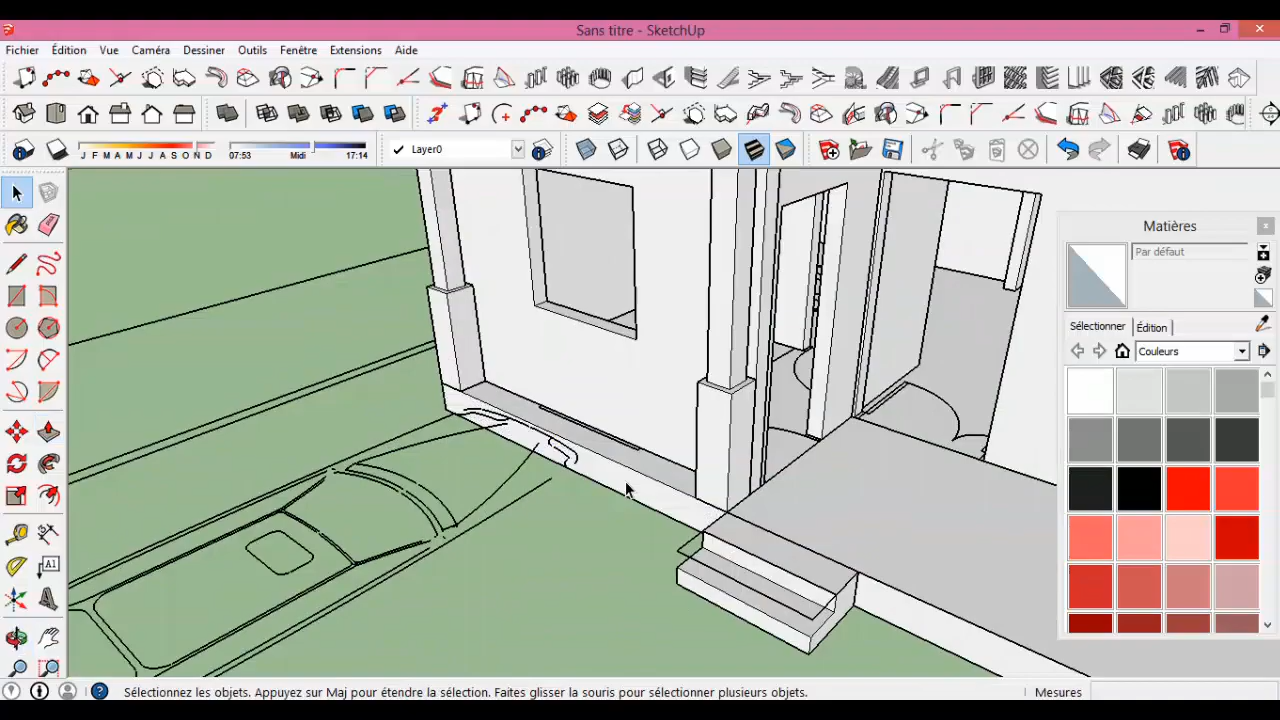 Sans titre - SketchUp
Fichier Édition Vue Caméra Dessiner Outils Fenêtre Extensions Aide
J F M A M J J A S O N D 07:53 Midi 17:14 Layer0
Matières
Par défaut
Sélectionner Édition
Couleurs
A1
Sélectionnez les objets. Appuyez sur Maj pour étendre la sélection. Faites glisser la souris pour sélectionner plusieurs objets. Mesures